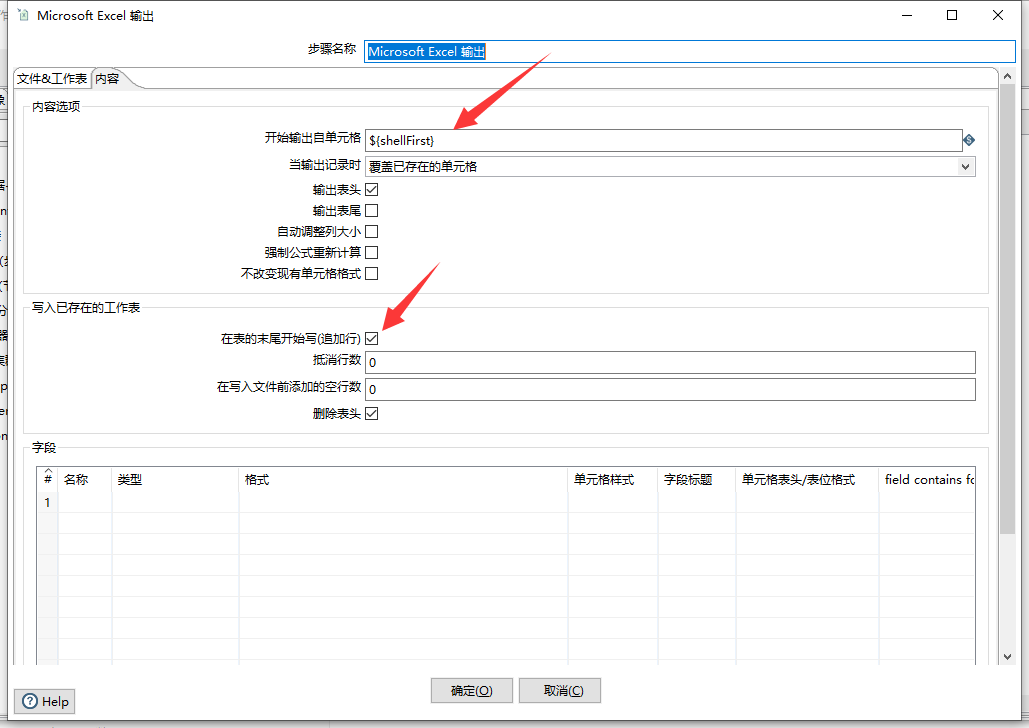 Microsoft Excel 输出
步骤名称 Microsoft Excel 输出
文件&工作表 内容
内容选项
开始输出自单元格 ${shellFirst}
当输出记录时 覆盖已存在的单元格
输出表头
输出表尾
自动调整列大小
强制公式重新计算
不改变现有单元格格式
写入已存在的工作表
在表的末尾开始写(追加行)
抵消行数 0
在写入文件前添加的空行数 0
删除表头
字段
# 名称 类型 格式 单元格样式 字段标题 单元格表头/表位格式 field contains fo
1
Help 确定(O) 取消(C)